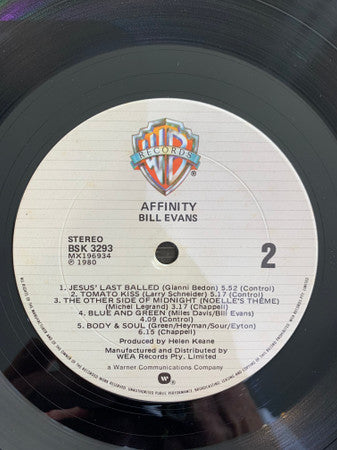 WB
RECORDS
AFFINITY
BILL EVANS
STEREO
BSK 3293
MX196934
℗ 1980
2
1. JESUS' LAST BALLED (Gianni Bedon) 5.52 (Control)
2. TOMATO KISS (Larry Schneider) 5.17 (Control)
3. THE OTHER SIDE OF MIDNIGHT (NOELLE'S THEME)
(Michel Legrand) 3.17 (Chappell)
4. BLUE AND GREEN (Miles Davis/Bill Evans)
4.09 (Control)
5. BODY & SOUL (Green/Heyman/Sour/Eyton)
6.15 (Chappell)
Produced by Helen Keane
Manufactured and Distributed by
WEA Records Pty. Limited
a Warner Communications Company